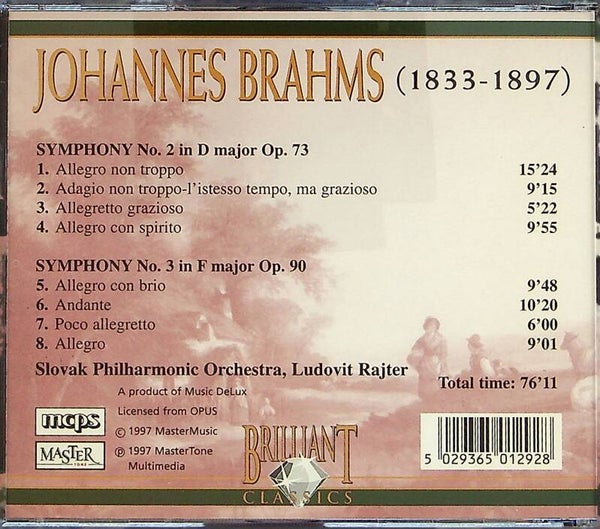 JOHANNES BRAHMS (1833-1897)
SYMPHONY No. 2 in D major Op. 73
1. Allegro non troppo 15'24
2. Adagio non troppo-l'istesso tempo, ma grazioso 9'15
3. Allegretto grazioso 5'22
4. Allegro con spirito 9'55
SYMPHONY No. 3 in F major Op. 90
5. Allegro con brio 9'48
6. Andante 10'20
7. Poco allegretto 6'00
8. Allegro 9'01
Slovak Philharmonic Orchestra, Ludovit Rajter
Total time: 76'11
A product of Music DeLux
Licensed from OPUS
© 1997 MasterMusic
℗ 1997 MasterTone
Multimedia
mcps
MASTER
TONE
BRILLIANT
CLASSICS
5 029365 012928